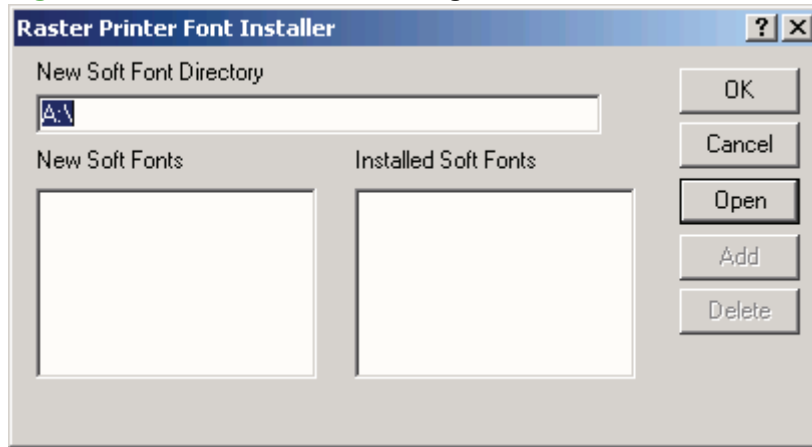 Raster Printer Font Installer
New Soft Font Directory
A:\
New Soft Fonts
Installed Soft Fonts
OK
Cancel
Open
Add
Delete